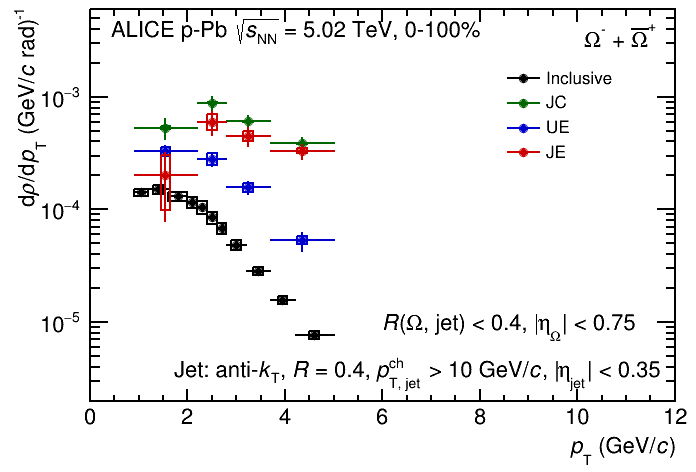 ALICE p-Pb √s_NN = 5.02 TeV, 0-100%
Ω⁻ + Ω̅⁺
Inclusive
JC
UE
JE
dρ/dp_T (GeV/c rad)⁻¹
10⁻³
10⁻⁴
10⁻⁵
R(Ω, jet) < 0.4, |η_Ω| < 0.75
Jet: anti-k_T, R = 0.4, p_T, jet^ch > 10 GeV/c, |η_jet| < 0.35
0 2 4 6 8 10 12
p_T (GeV/c)